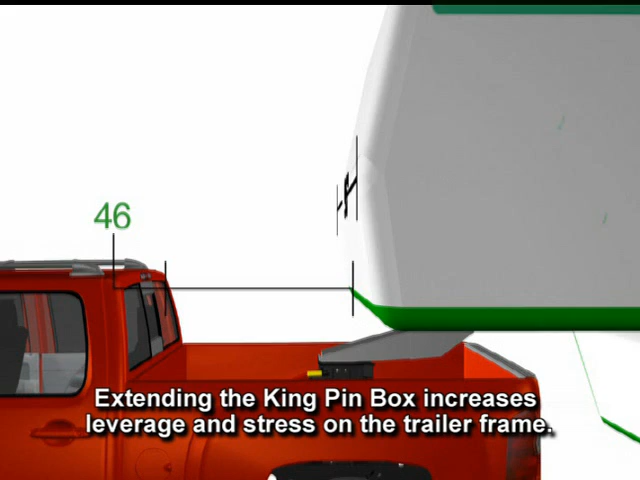 46
Extending the King Pin Box increases
leverage and stress on the trailer frame.